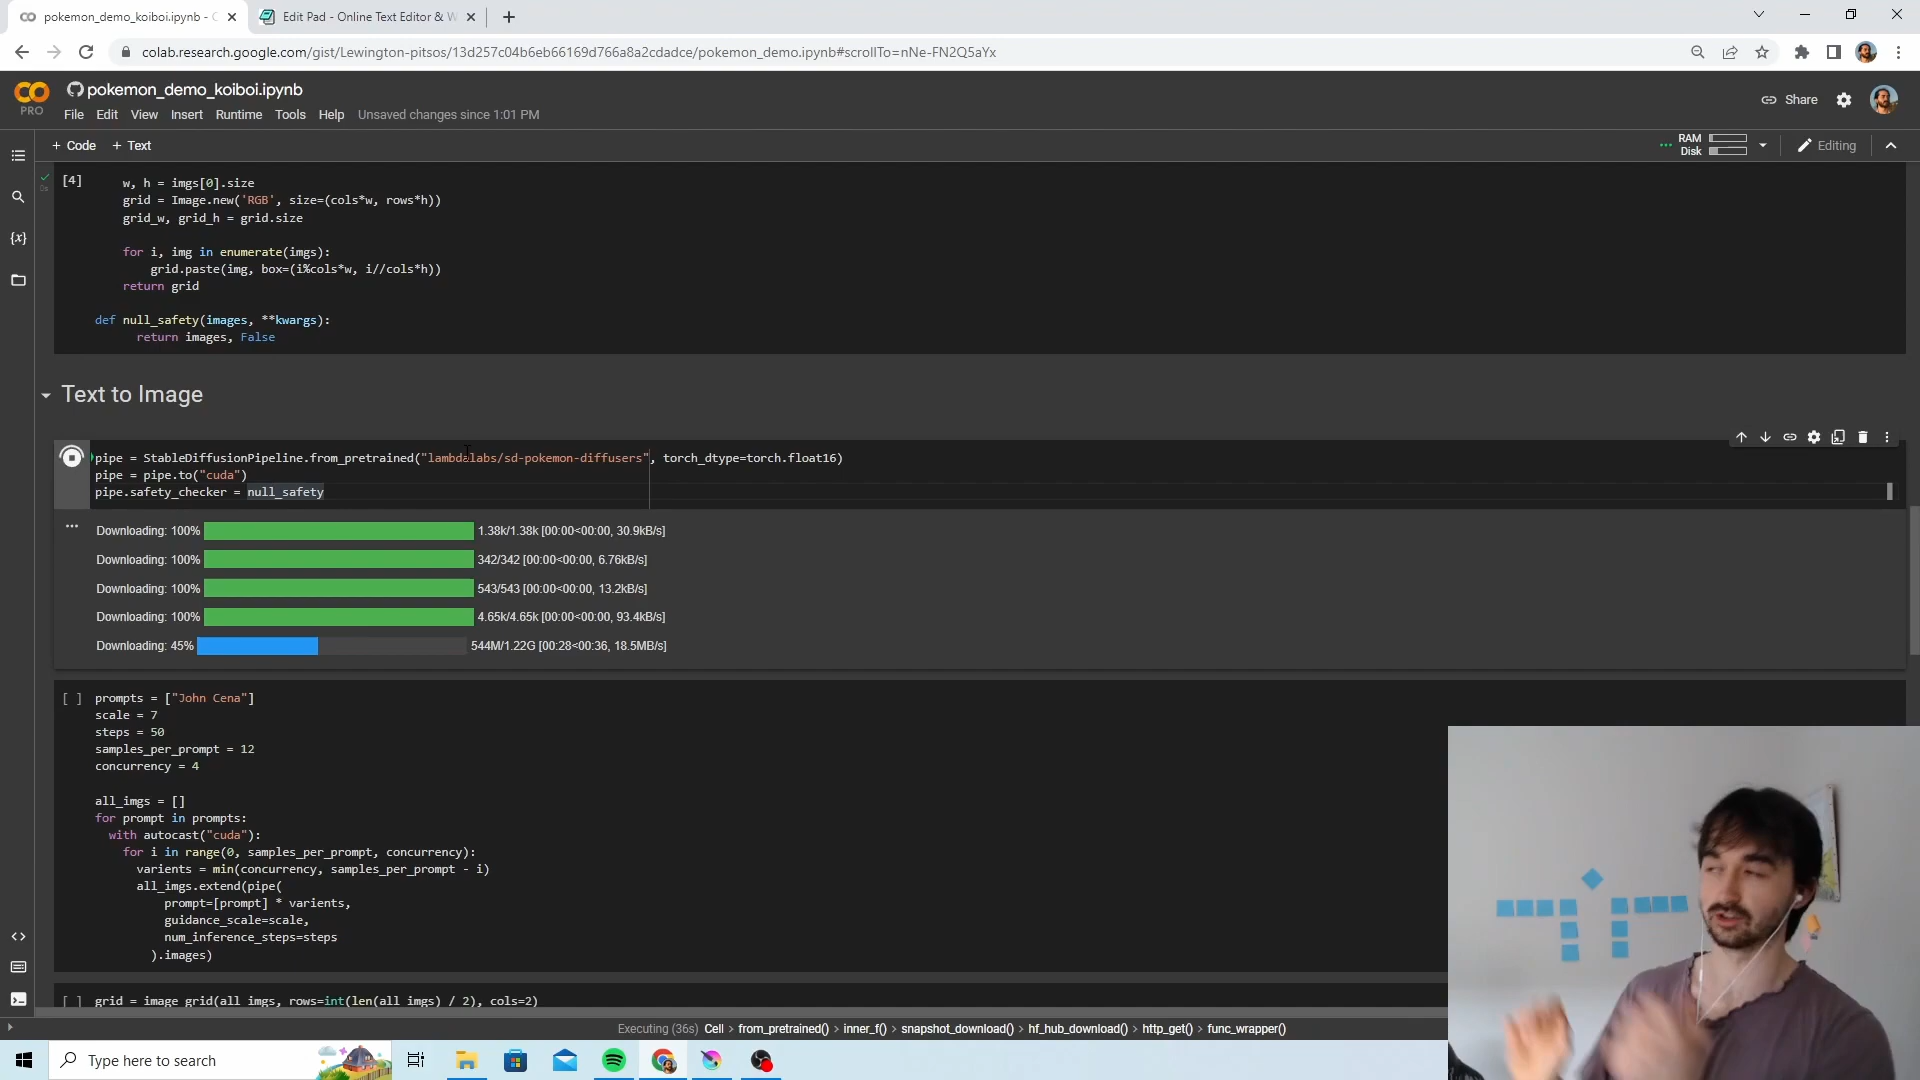 pokemon_demo_koiboi.ipynb - C
Edit Pad - Online Text Editor & W
colab.research.google.com/gist/Lewington-pitsos/13d257c04b6eb66169d766a8a2cdadce/pokemon_demo.ipynb#scrollTo=nNe-FN2Q5aYx
PRO
pokemon_demo_koiboi.ipynb
File Edit View Insert Runtime Tools Help Unsaved changes since 1:01 PM
Share
+ Code + Text
RAM
Disk
Editing
[4]
0s
w, h = imgs[0].size
grid = Image.new('RGB', size=(cols*w, rows*h))
grid_w, grid_h = grid.size
for i, img in enumerate(imgs):
grid.paste(img, box=(i%cols*w, i//cols*h))
return grid
def null_safety(images, **kwargs):
return images, False
Text to Image
pipe = StableDiffusionPipeline.from_pretrained("lambdalabs/sd-pokemon-diffusers", torch_dtype=torch.float16)
pipe = pipe.to("cuda")
pipe.safety_checker = null_safety
Downloading: 100% 1.38k/1.38k [00:00<00:00, 30.9kB/s]
Downloading: 100% 342/342 [00:00<00:00, 6.76kB/s]
Downloading: 100% 543/543 [00:00<00:00, 13.2kB/s]
Downloading: 100% 4.65k/4.65k [00:00<00:00, 93.4kB/s]
Downloading: 45% 544M/1.22G [00:28<00:36, 18.5MB/s]
[ ] prompts = ["John Cena"]
scale = 7
steps = 50
samples_per_prompt = 12
concurrency = 4
all_imgs = []
for prompt in prompts:
with autocast("cuda"):
for i in range(0, samples_per_prompt, concurrency):
varients = min(concurrency, samples_per_prompt - i)
all_imgs.extend(pipe(
prompt=[prompt] * varients,
guidance_scale=scale,
num_inference_steps=steps
).images)
[ ] grid = image_grid(all_imgs, rows=int(len(all_imgs) / 2), cols=2)
Executing (36s) Cell > from_pretrained() > inner_f() > snapshot_download() > hf_hub_download() > http_get() > func_wrapper()
Type here to search